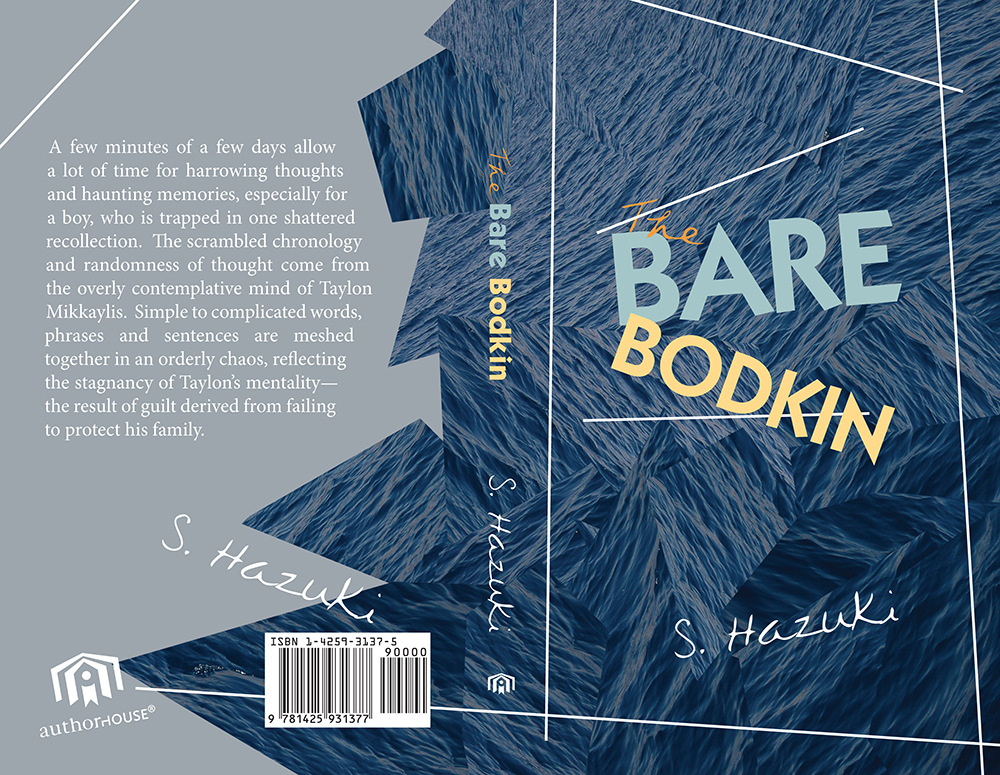 A few minutes of a few days allow
a lot of time for harrowing thoughts
and haunting memories, especially for
a boy, who is trapped in one shattered
recollection. The scrambled chronology
and randomness of thought come from
the overly contemplative mind of Taylon
Mikkaylis. Simple to complicated words,
phrases and sentences are meshed
together in an orderly chaos, reflecting
the stagnancy of Taylon's mentality—
the result of guilt derived from failing
to protect his family.
S. Hazuki
authorHOUSE®
ISBN 1-4259-3137-5
90000
9 781425 931377
The Bare Bodkin
S. Hazuki
The
BARE
BODKIN
S. Hazuki